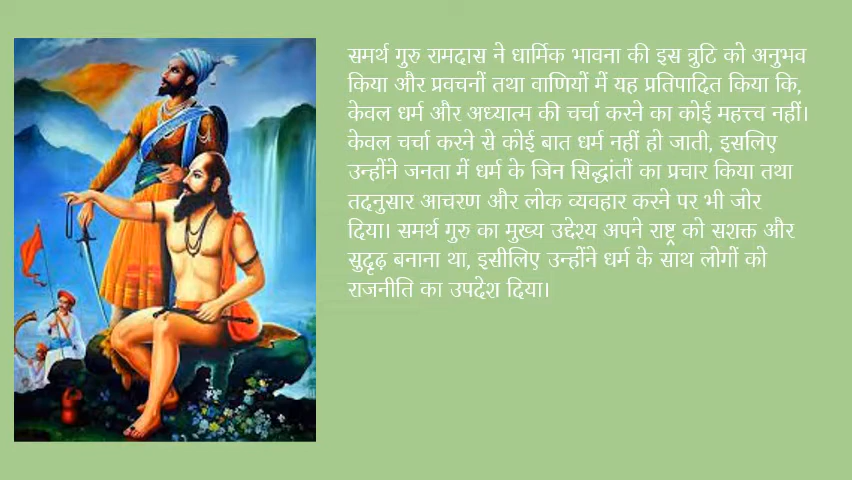 समर्थ गुरु रामदास ने धार्मिक भावना की इस त्रुटि को अनुभव
किया और प्रवचनों तथा वाणियों में यह प्रतिपादित किया कि,
केवल धर्म और अध्यात्म की चर्चा करने का कोई महत्त्व नहीं।
केवल चर्चा करने से कोई बात धर्म नहीं हो जाती, इसलिए
उन्होंने जनता में धर्म के जिन सिद्धांतों का प्रचार किया तथा
तदनुसार आचरण और लोक व्यवहार करने पर भी जोर
दिया। समर्थ गुरु का मुख्य उद्देश्य अपने राष्ट्र को सशक्त और
सुदृढ़ बनाना था, इसीलिए उन्होंने धर्म के साथ लोगों को
राजनीति का उपदेश दिया।